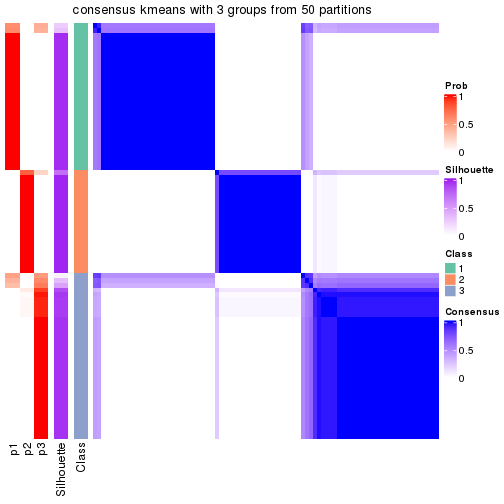 consensus kmeans with 3 groups from 50 partitions
Prob
1
0.5
0
Silhouette
1
0.5
0
Class
1
2
3
Consensus
1
0.5
0
p1
p2
p3
Silhouette
Class